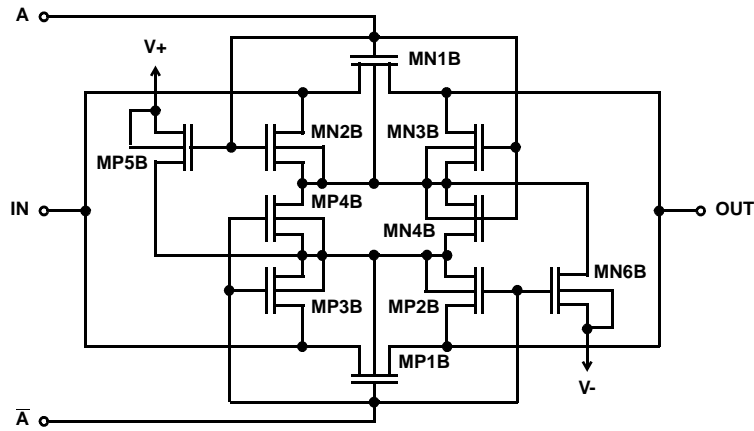 A
V+
MN1B
MN2B
MN3B
MP5B
MP4B
IN
OUT
MN4B
MN6B
MP3B
MP2B
MP1B
V-
A̅